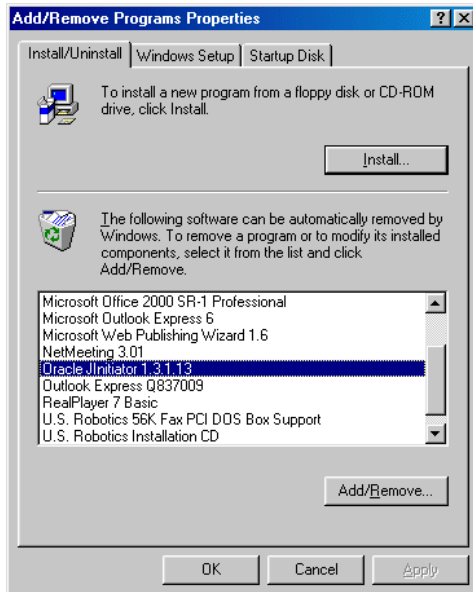 Add/Remove Programs Properties
Install/Uninstall Windows Setup Startup Disk
To install a new program from a floppy disk or CD-ROM
drive, click Install.
Install...
The following software can be automatically removed by
Windows. To remove a program or to modify its installed
components, select it from the list and click
Add/Remove.
Microsoft Office 2000 SR-1 Professional
Microsoft Outlook Express 6
Microsoft Web Publishing Wizard 1.6
NetMeeting 3.01
Oracle JInitiator 1.3.1.13
Outlook Express Q837009
RealPlayer 7 Basic
U.S. Robotics 56K Fax PCI DOS Box Support
U.S. Robotics Installation CD
Add/Remove...
OK Cancel Apply